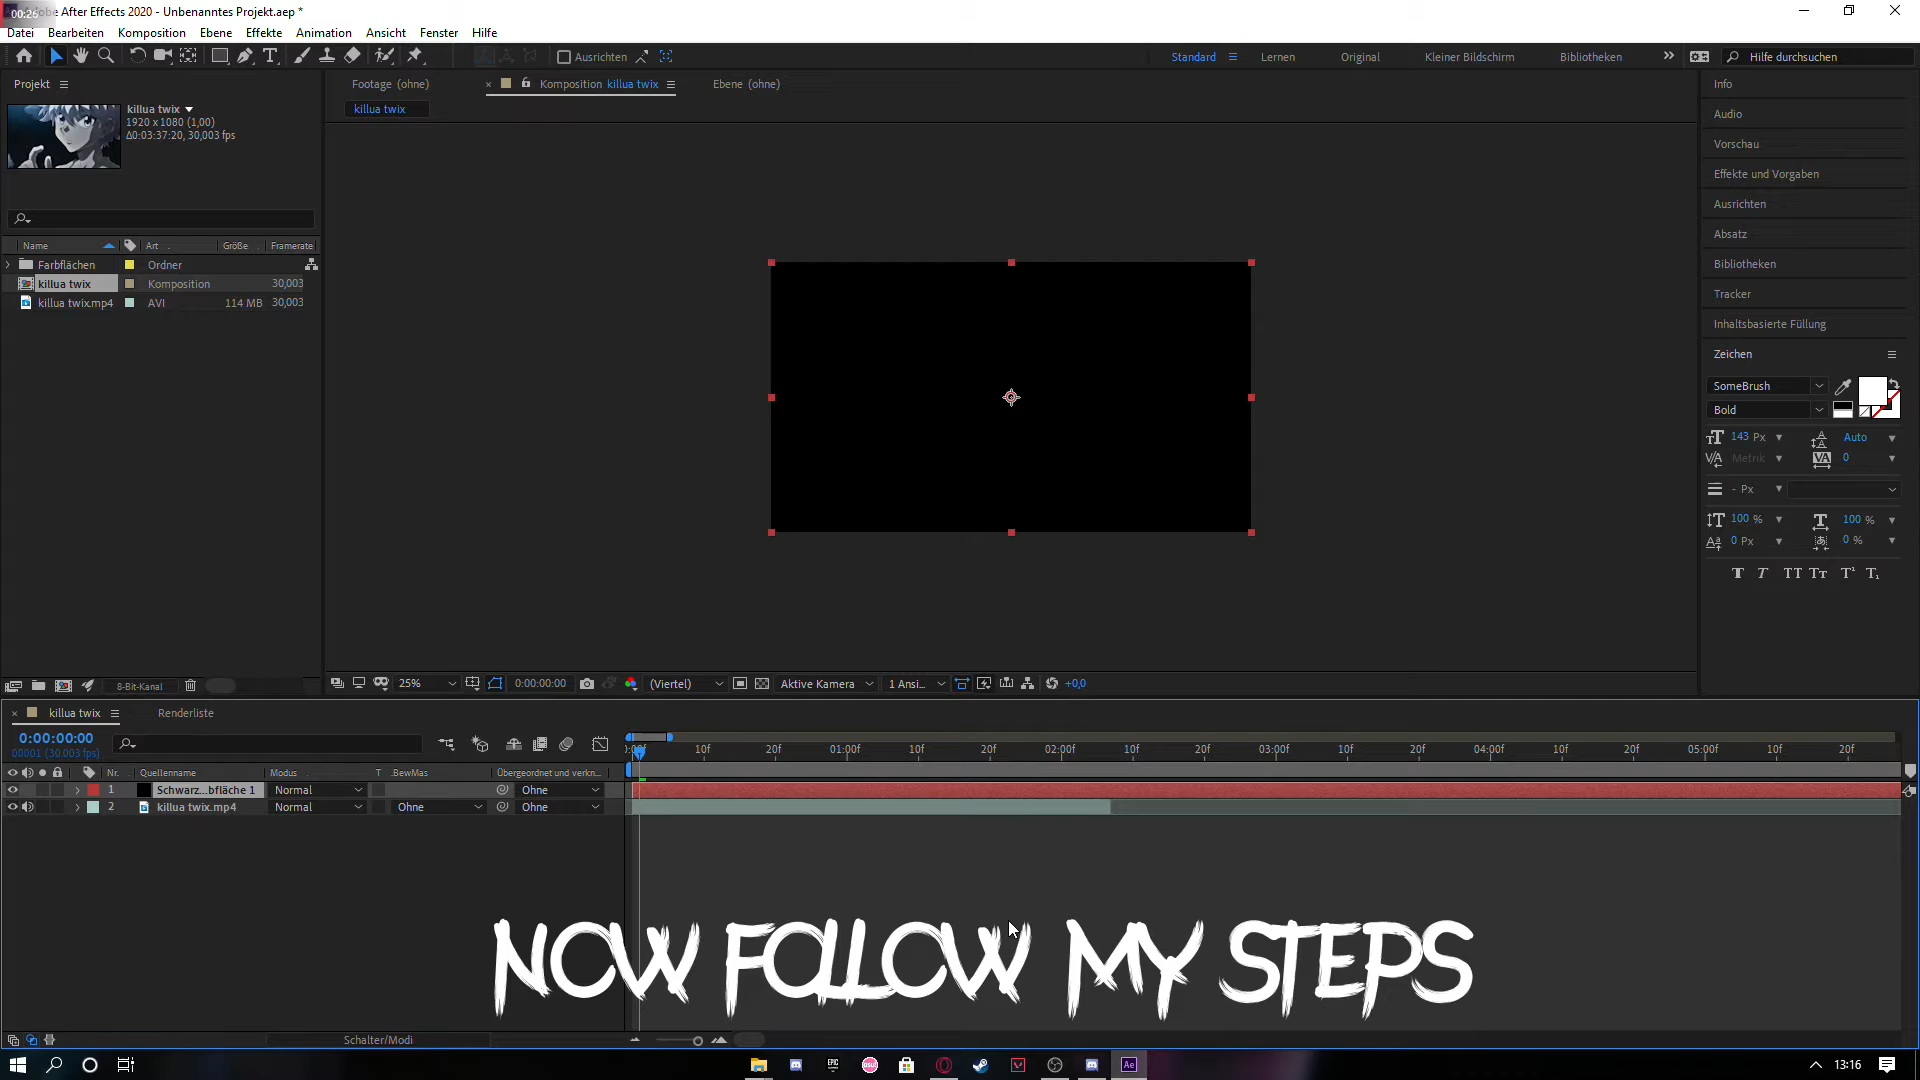 00:26 Adobe After Effects 2020 - Unbenanntes Projekt.aep *
Datei Bearbeiten Komposition Ebene Effekte Animation Ansicht Fenster Hilfe
Ausrichten Standard Lernen Original Kleiner Bildschirm Bibliotheken Hilfe durchsuchen
Projekt
killua twix
1920 x 1080 (1,00)
Δ0:03:37:20, 30,003 fps
Name Art Größe Framerate
Farbflächen Ordner
killua twix Komposition 30,003
killua twix.mp4 AVI 114 MB 30,003
8-Bit-Kanal
Footage (ohne) Komposition killua twix Ebene (ohne)
killua twix
25% 0:00:00:00 (Viertel) Aktive Kamera 1 Ansi... +0,0
Info
Audio
Vorschau
Effekte und Vorgaben
Ausrichten
Absatz
Bibliotheken
Tracker
Inhaltsbasierte Füllung
Zeichen
SomeBrush
Bold
143 Px Auto
Metrik 0
- Px
100 % 100 %
0 Px 0 %
killua twix Renderliste
0:00:00:00
00001 (30.003 fps)
Nr. Quellenname Modus T .BewMas Übergeordnet und verkn...
1 Schwarz...bfläche 1 Normal Ohne
2 killua twix.mp4 Normal Ohne Ohne
):00f 10f 20f 01:00f 10f 20f 02:00f 10f 20f 03:00f 10f 20f 04:00f 10f 20f 05:00f 10f 20f
NOW FOLLOW MY STEPS
Schalter/Modi
EPIC osu! Ae 13:16